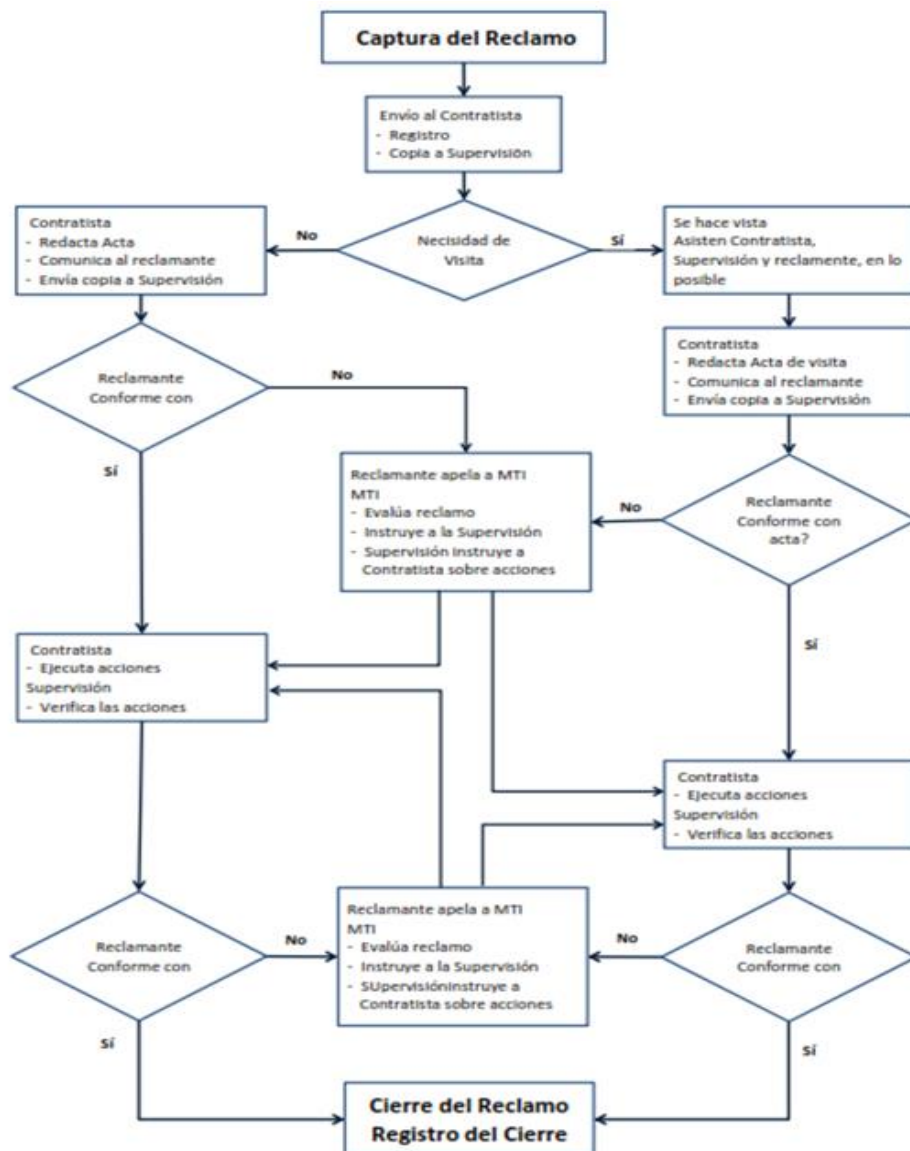 Captura del Reclamo
Envío al Contratista
- Registro
- Copia a Supervisión
Necisidad de
Visita
No
Sí
Contratista
- Redacta Acta
- Comunica al reclamante
- Envía copia a Supervisión
Se hace vista
Asisten Contratista,
Supervisión y reclamente, en lo
posible
Reclamante
Conforme con
No
Sí
Contratista
- Redacta Acta de visita
- Comunica al reclamante
- Envía copia a Supervisión
Reclamante apela a MTI
MTI
- Evalúa reclamo
- Instruye a la Supervisión
- Supervisión instruye a
Contratista sobre acciones
No
Reclamante
Conforme con
acta?
Sí
Contratista
- Ejecuta acciones
Supervisión
- Verifica las acciones
Contratista
- Ejecuta acciones
Supervisión
- Verifica las acciones
Reclamante
Conforme con
No
Sí
Reclamante apela a MTI
MTI
- Evalúa reclamo
- Instruye a la Supervisión
- SUpervisióninstruye a
Contratista sobre acciones
No
Reclamante
Conforme con
Sí
Cierre del Reclamo
Registro del Cierre